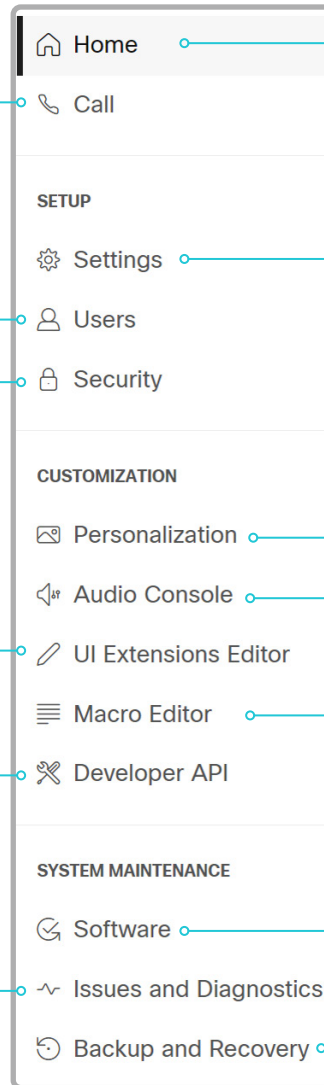 Home
Call
SETUP
Settings
Users
Security
CUSTOMIZATION
Personalization
Audio Console
UI Extensions Editor
Macro Editor
Developer API
SYSTEM MAINTENANCE
Software
Issues and Diagnostics
Backup and Recovery